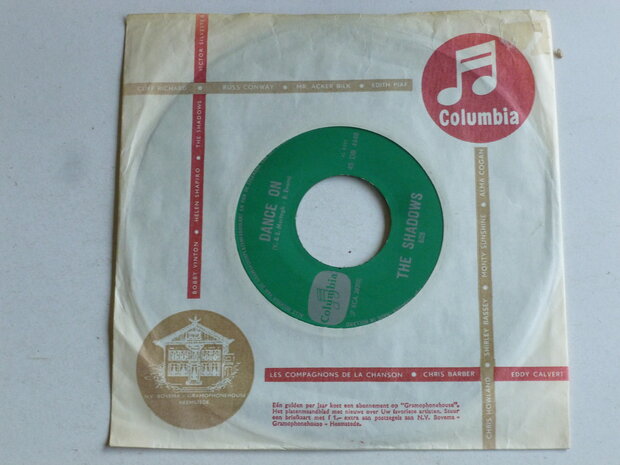 CLIFF RICHARD • RUSS CONWAY • MR. ACKER BILK • EDITH PIAF
VICTOR SILVESTER
THE SHADOWS
HELEN SHAPIRO
BOBBY VINTON
Columbia
ALMA COGAN
MONTY SUNSHINE
SHIRLEY BASSEY
CHRIS HOWLAND
DANCE ON
THE SHADOWS
Columbia
N.V. BOVEMA - GRAMOPHONEHOUSE
HEEMSTEDE
LES COMPAGNONS DE LA CHANSON • CHRIS BARBER • EDDY CALVERT
Eén gulden per jaar kost een abonnement op "Gramophonehouse",
Het platenmaandblad met nieuws over Uw favoriete artisten. Stuur
een briefkaart met f 1,- extra aan postzegels aan N.V. Bovema -
Gramophonehouse - Heemstede.